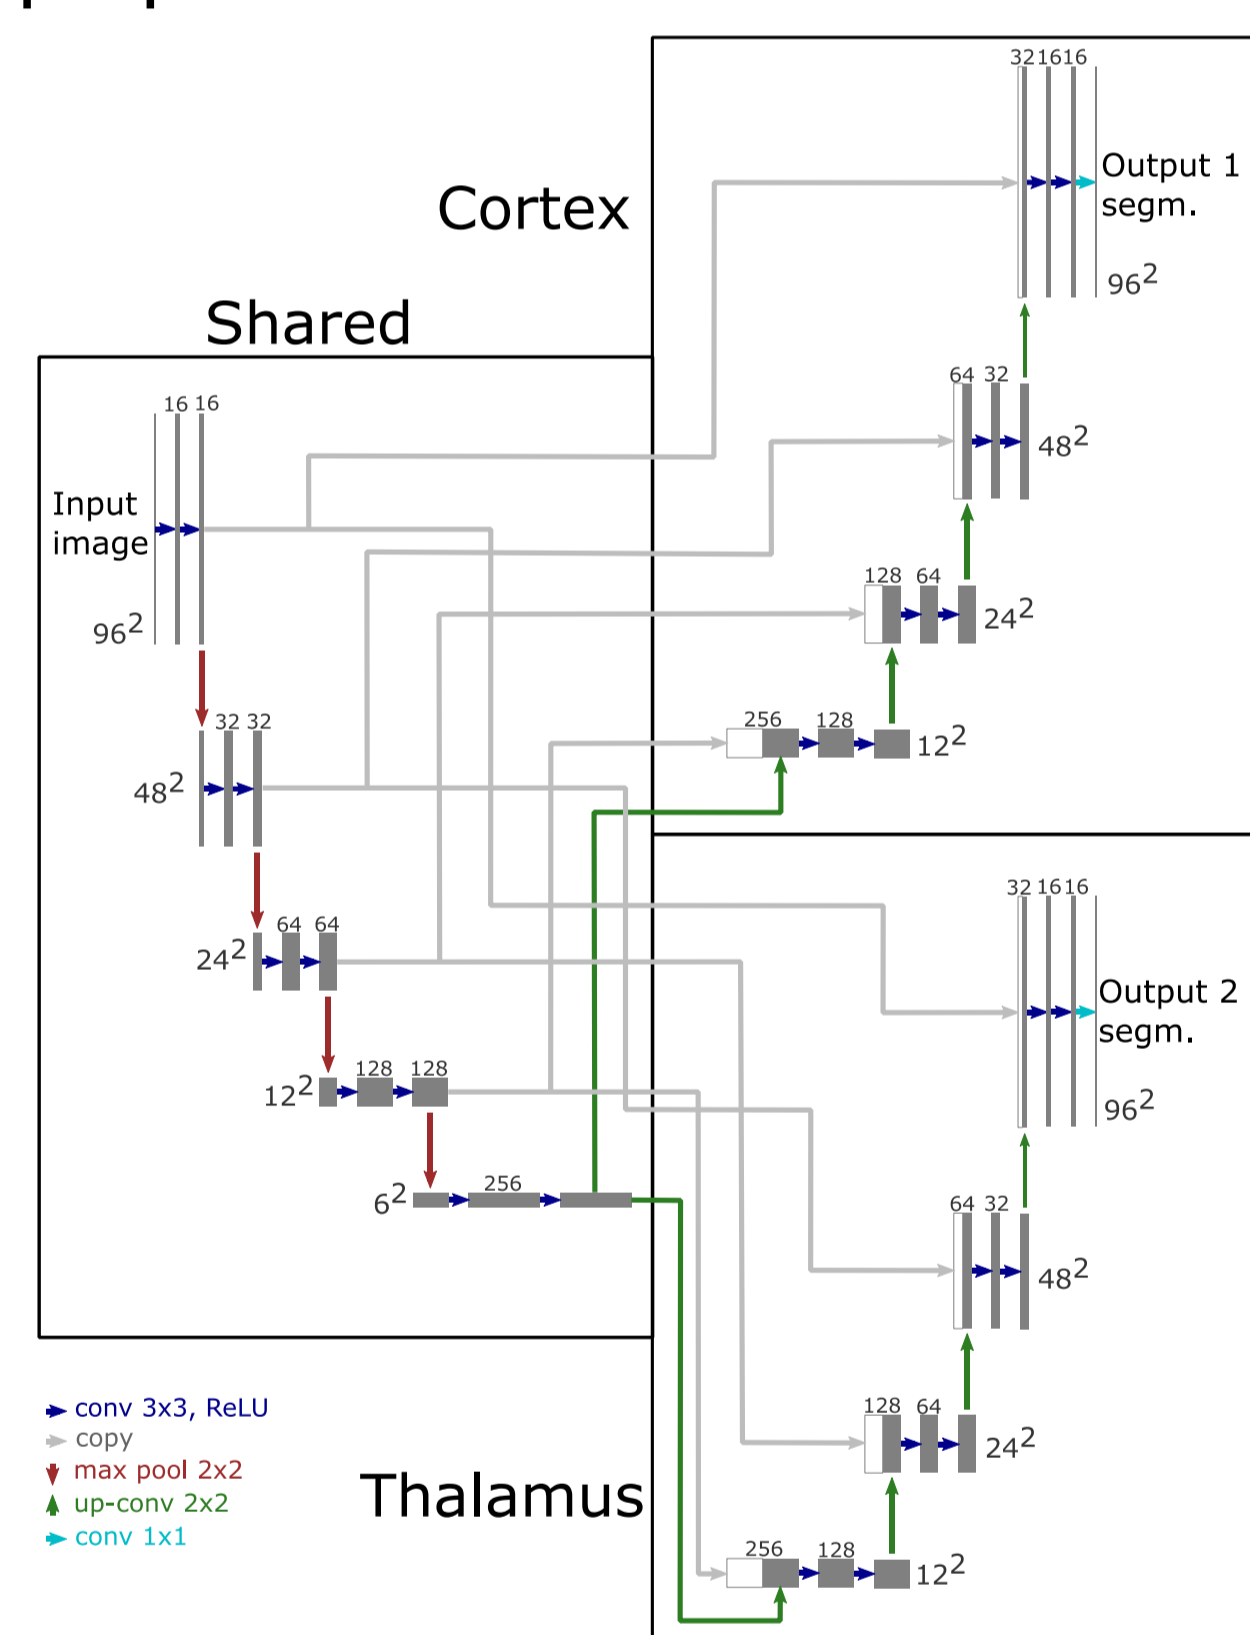 Cortex
32 16 16
Output 1
segm.
96²
64 32
48²
128 64
24²
256 128
12²
Shared
16 16
Input
image
96²
32 32
48²
64 64
24²
128 128
12²
256
6²
Thalamus
32 16 16
Output 2
segm.
96²
64 32
48²
128 64
24²
256 128
12²
conv 3x3, ReLU
copy
max pool 2x2
up-conv 2x2
conv 1x1